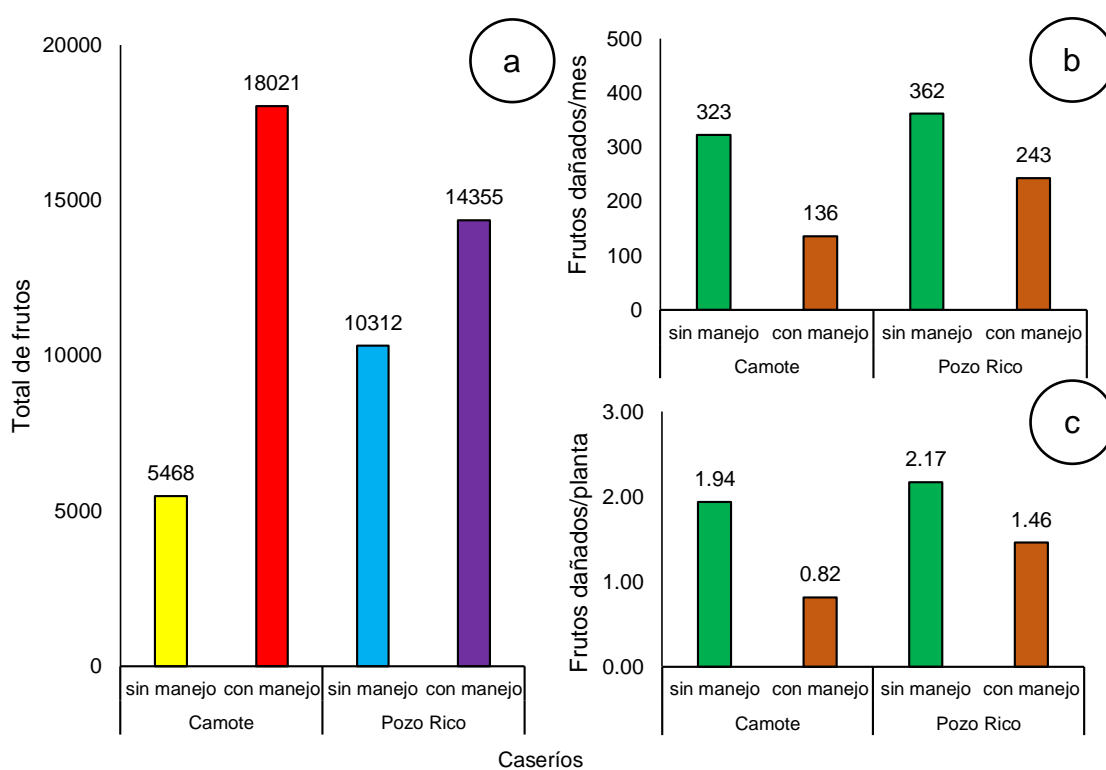 a
Total de frutos
20000
15000
10000
5000
0
5468
18021
10312
14355
sin manejo con manejo sin manejo con manejo
Camote Pozo Rico
b
Frutos dañados/mes
500
400
300
200
100
0
323
136
362
243
sin manejo con manejo sin manejo con manejo
Camote Pozo Rico
c
Frutos dañados/planta
3.00
2.00
1.00
0.00
1.94
0.82
2.17
1.46
sin manejo con manejo sin manejo con manejo
Camote Pozo Rico
Caseríos